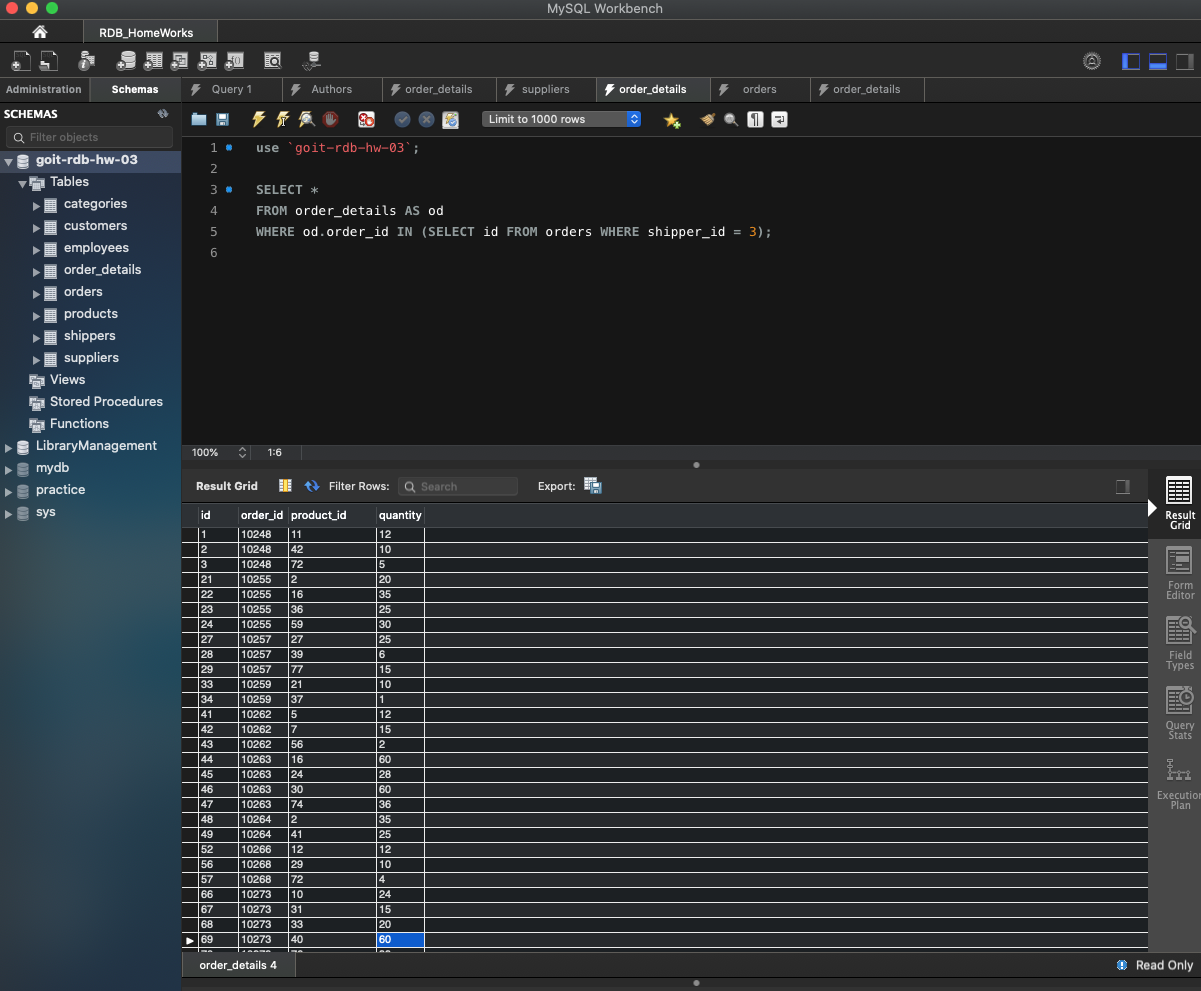 MySQL Workbench
RDB_HomeWorks
Administration Schemas
Query 1 Authors order_details suppliers order_details orders order_details
SCHEMAS
Filter objects
Limit to 1000 rows
goit-rdb-hw-03
Tables
categories
customers
employees
order_details
orders
products
shippers
suppliers
Views
Stored Procedures
Functions
LibraryManagement
mydb
practice
sys
1 use `goit-rdb-hw-03`;
2
3 SELECT *
4 FROM order_details AS od
5 WHERE od.order_id IN (SELECT id FROM orders WHERE shipper_id = 3);
6
100% 1:6
Result Grid Filter Rows: Search Export:
id order_id product_id quantity
1 10248 11 12
2 10248 42 10
3 10248 72 5
21 10255 2 20
22 10255 16 35
23 10255 36 25
24 10255 59 30
27 10257 27 25
28 10257 39 6
29 10257 77 15
33 10259 21 10
34 10259 37 1
41 10262 5 12
42 10262 7 15
43 10262 56 2
44 10263 16 60
45 10263 24 28
46 10263 30 60
47 10263 74 36
48 10264 2 35
49 10264 41 25
52 10266 12 12
56 10268 29 10
57 10268 72 4
66 10273 10 24
67 10273 31 15
68 10273 33 20
69 10273 40 60
Result
Grid
Form
Editor
Field
Types
Query
Stats
Execution
Plan
order_details 4
Read Only